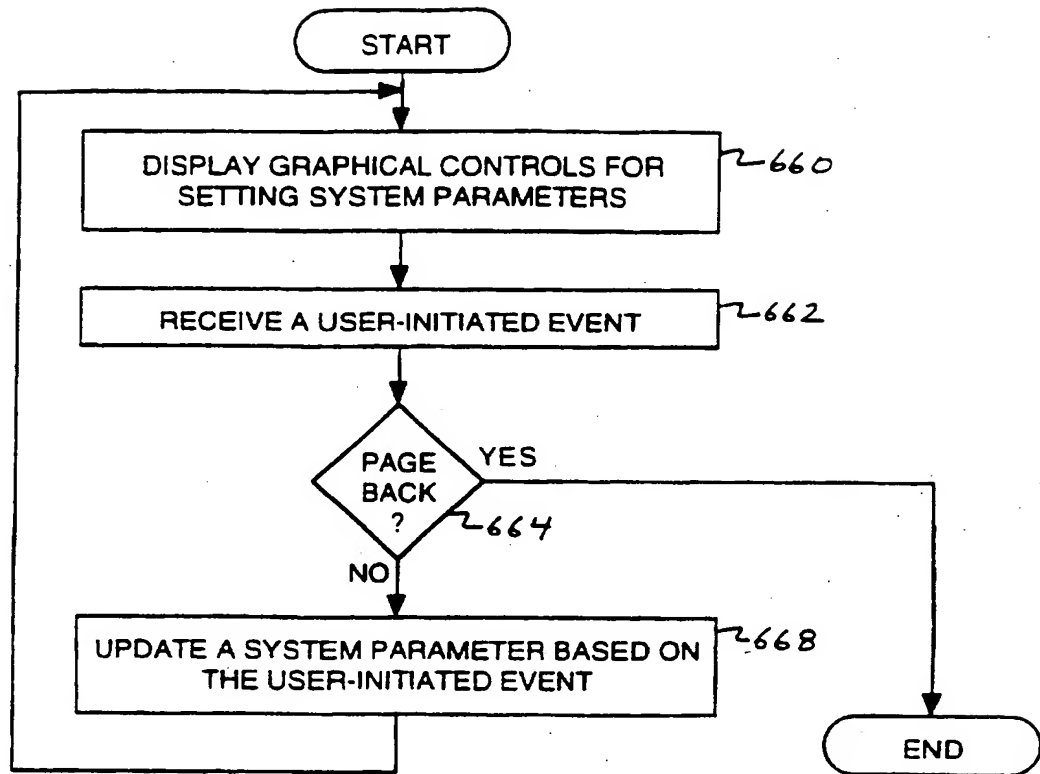 START
DISPLAY GRAPHICAL CONTROLS FOR
SETTING SYSTEM PARAMETERS
660
RECEIVE A USER-INITIATED EVENT
662
PAGE
BACK
?
YES
664
NO
UPDATE A SYSTEM PARAMETER BASED ON
THE USER-INITIATED EVENT
668
END